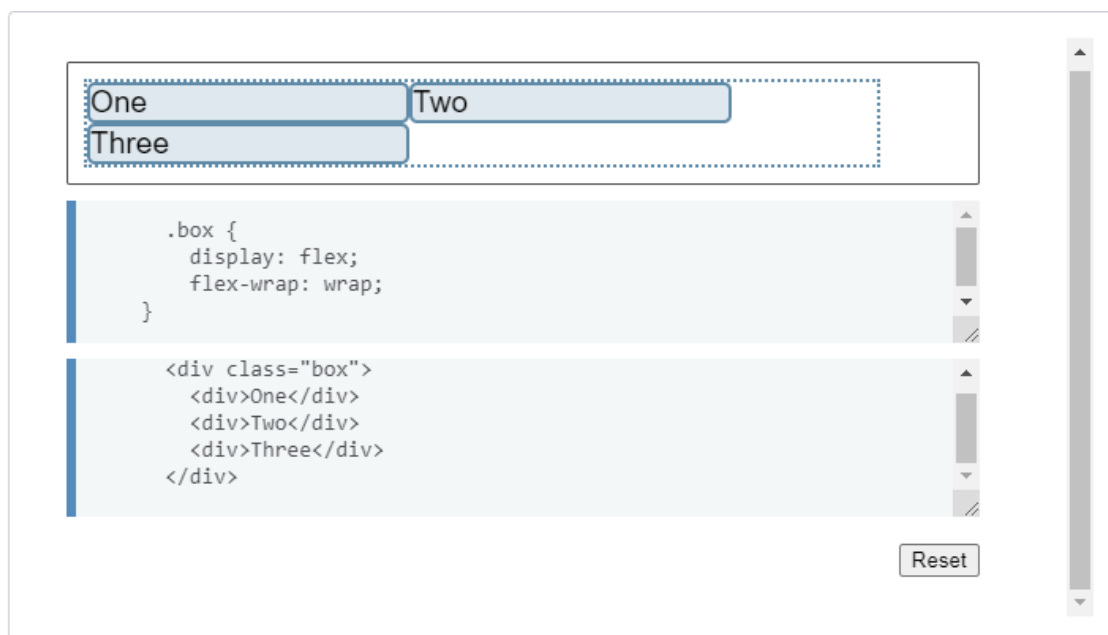 One Two
Three
.box {
display: flex;
flex-wrap: wrap;
}
<div class="box">
<div>One</div>
<div>Two</div>
<div>Three</div>
</div>
Reset